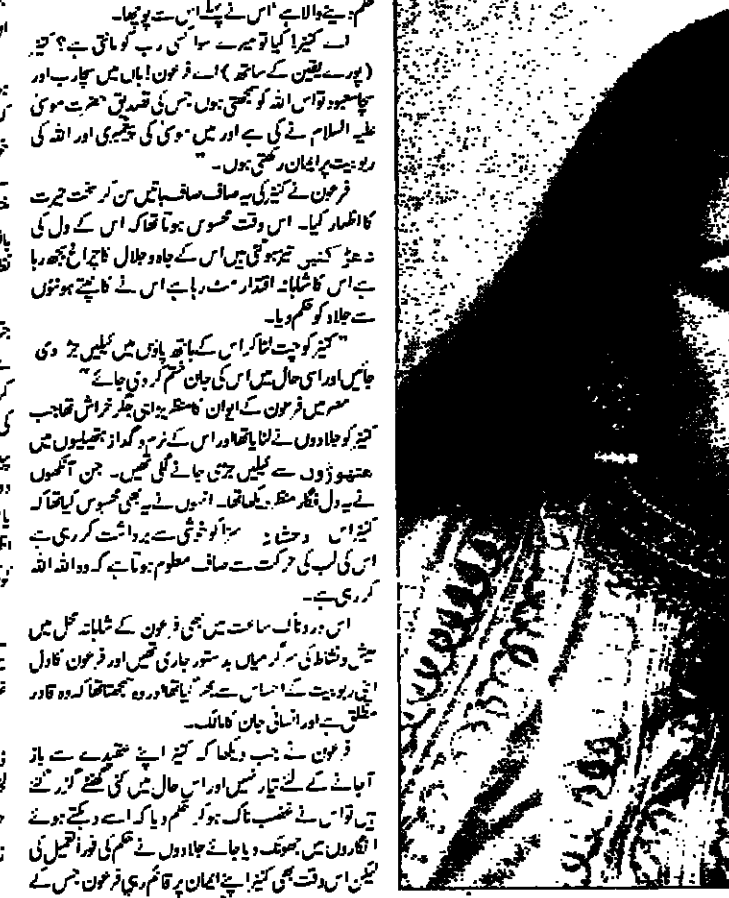 حکم دینے والا ہے اس نے پہلے اس سے پوچھا۔
اے کنیز! کیا تو میرے سوا کسی رب کو مانتی ہے؟ کنیز
(پورے یقین کے ساتھ) اے فرعون! ہاں میں سچا رب اور
سچا معبود تو اس اللہ کو سمجھتی ہوں جس کی تصدیق حضرت موسیٰ
علیہ السلام نے کی ہے اور میں موسیٰ کی پیغمبری اور اللہ کی
ربوبیت پر ایمان رکھتی ہوں۔"
فرعون نے کنیز کی یہ صاف صاف باتیں سن کر سخت حیرت
کا اظہار کیا۔ اس وقت محسوس ہوتا تھا کہ اس کے دل کی
دھڑکنیں تیز ہو گئی ہیں اس کے جاہ و جلال کا چراغ بجھ رہا
ہے اس کا شاہانہ اقتدار مٹ رہا ہے اس نے کانپتے ہونٹوں
سے جلاد کو حکم دیا۔
"کنیز کو چت لٹا کر اس کے ہاتھ پاؤں میں کیلیں جڑ دی
جائیں اور اسی حال میں اس کی جان ختم کر دی جائے"
مصر میں فرعون کے ایوان کا منظر بڑا ہی جگر خراش تھا جب
کنیز کو جلادوں نے لٹایا تھا اور اس کے نرم و گداز ہتھیلیوں میں
ہتھوڑوں سے کیلیں جڑی جانے لگی تھیں۔ جن آنکھوں
نے یہ دل فگار منظر دیکھا تھا۔ انہوں نے یہ بھی محسوس کیا تھا کہ
کنیز اس وحشیانہ سزا کو خوشی سے برداشت کر رہی ہے
اس کی لب کی حرکت سے صاف معلوم ہوتا ہے کہ وہ اللہ اللہ
کر رہی ہے۔
اس دردناک ساعت میں بھی فرعون کے شاہانہ محل میں
عیش و نشاط کی سرگرمیاں بدستور جاری تھیں اور فرعون کا دل
اپنی ربوبیت کے احساس سے بھر گیا تھا اور وہ سمجھتا تھا کہ وہ قادر
مطلق ہے اور انسانی جان کا مالک۔
فرعون نے جب دیکھا کہ کنیز اپنے عقیدے سے باز
آجانے کے لئے تیار نہیں اور اس حال میں کئی گھنٹے گزر گئے
ہیں تو اس نے غضب ناک ہو کر حکم دیا کہ اسے دہکتے ہوئے
انگاروں میں جھونک دیا جائے جلادوں نے حکم کی فوراً تعمیل کی
لیکن اس وقت بھی کنیز اپنے ایمان پر قائم رہی فرعون جس کے